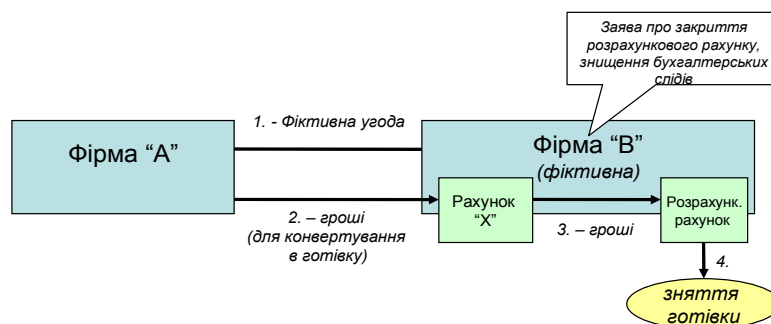 Заява про закриття
розрахункового рахунку,
знищення бухгалтерських
слідів
1. - Фіктивна угода
Фірма “А”
Фірма “В”
(фіктивна)
Рахунок
“Х”
Розрахунк.
рахунок
2. – гроші
(для конвертування
в готівку)
3. – гроші
4.
зняття
готівки